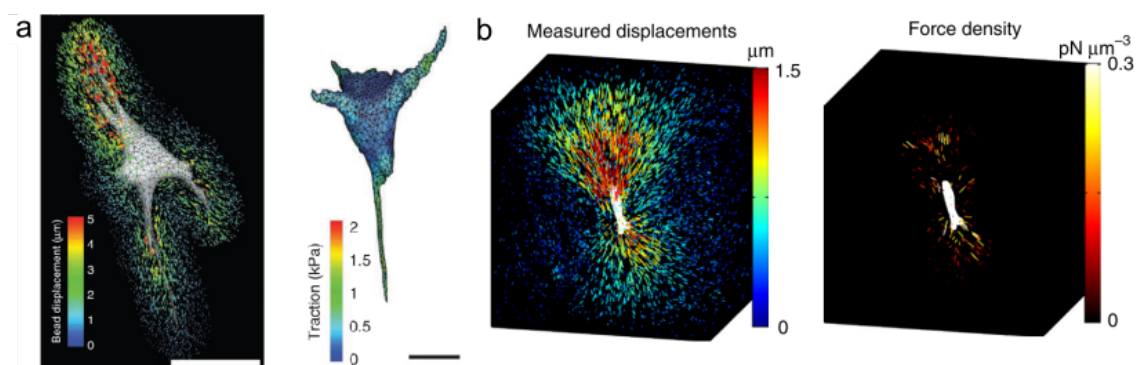 a
Bead displacement (μm)
5
4
3
2
1
0
Traction (kPa)
2
1.5
1
0.5
0
b
Measured displacements
μm
1.5
0
Force density
pN μm⁻³
0.3
0